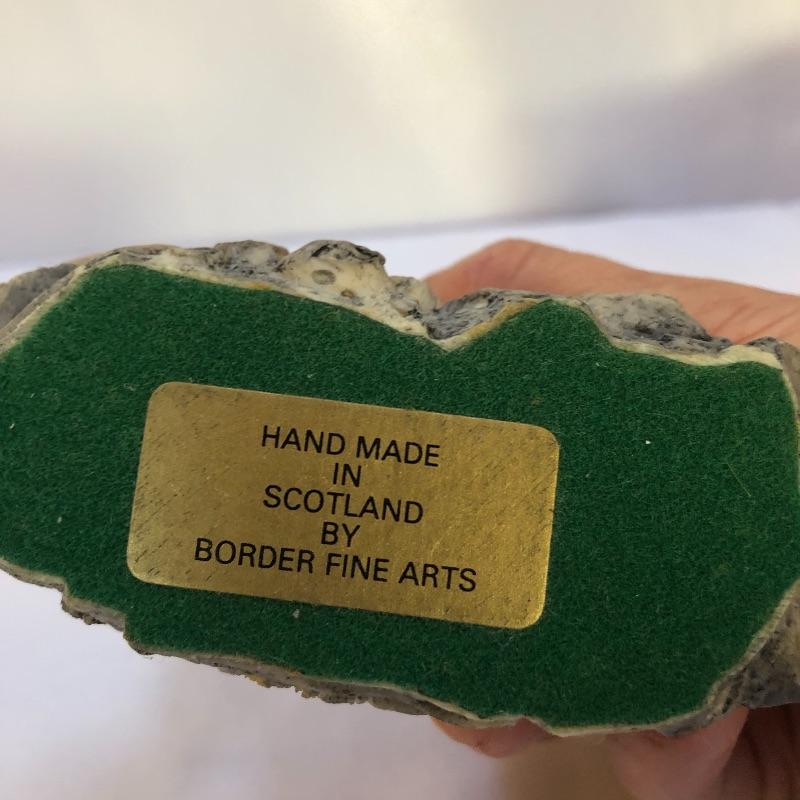 HAND MADE
IN
SCOTLAND
BY
BORDER FINE ARTS